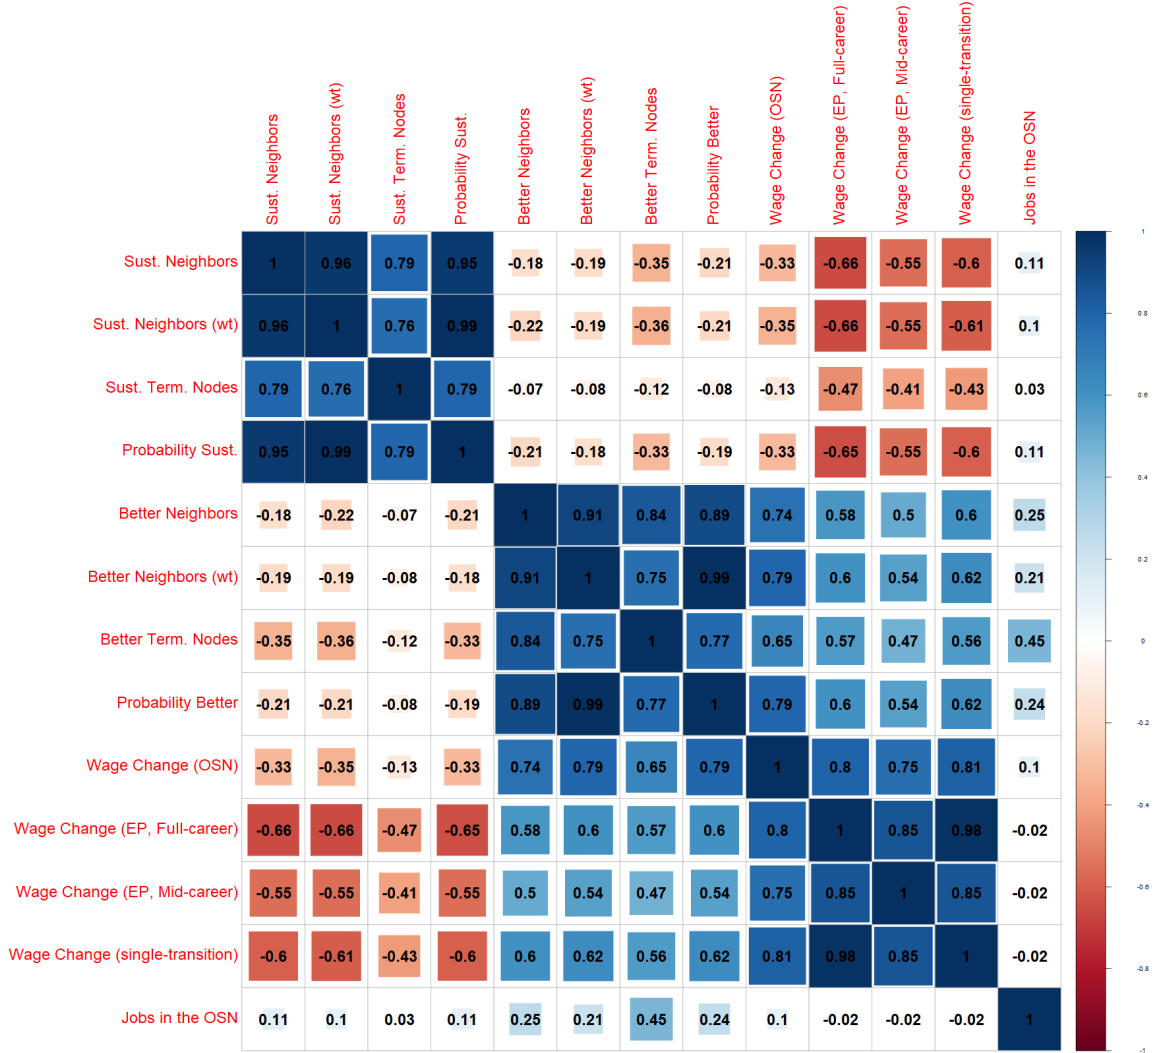 Sust. Neighbors
Sust. Neighbors (wt)
Sust. Term. Nodes
Probability Sust.
Better Neighbors
Better Neighbors (wt)
Better Term. Nodes
Probability Better
Wage Change (OSN)
Wage Change (EP, Full-career)
Wage Change (EP, Mid-career)
Wage Change (single-transition)
Jobs in the OSN
Sust. Neighbors 1 0.96 0.79 0.95 -0.18 -0.19 -0.35 -0.21 -0.33 -0.66 -0.55 -0.6 0.11
Sust. Neighbors (wt) 0.96 1 0.76 0.99 -0.22 -0.19 -0.36 -0.21 -0.35 -0.66 -0.55 -0.61 0.1
Sust. Term. Nodes 0.79 0.76 1 0.79 -0.07 -0.08 -0.12 -0.08 -0.13 -0.47 -0.41 -0.43 0.03
Probability Sust. 0.95 0.99 0.79 1 -0.21 -0.18 -0.33 -0.19 -0.33 -0.65 -0.55 -0.6 0.11
Better Neighbors -0.18 -0.22 -0.07 -0.21 1 0.91 0.84 0.89 0.74 0.58 0.5 0.6 0.25
Better Neighbors (wt) -0.19 -0.19 -0.08 -0.18 0.91 1 0.75 0.99 0.79 0.6 0.54 0.62 0.21
Better Term. Nodes -0.35 -0.36 -0.12 -0.33 0.84 0.75 1 0.77 0.65 0.57 0.47 0.56 0.45
Probability Better -0.21 -0.21 -0.08 -0.19 0.89 0.99 0.77 1 0.79 0.6 0.54 0.62 0.24
Wage Change (OSN) -0.33 -0.35 -0.13 -0.33 0.74 0.79 0.65 0.79 1 0.8 0.75 0.81 0.1
Wage Change (EP, Full-career) -0.66 -0.66 -0.47 -0.65 0.58 0.6 0.57 0.6 0.8 1 0.85 0.98 -0.02
Wage Change (EP, Mid-career) -0.55 -0.55 -0.41 -0.55 0.5 0.54 0.47 0.54 0.75 0.85 1 0.85 -0.02
Wage Change (single-transition) -0.6 -0.61 -0.43 -0.6 0.6 0.62 0.56 0.62 0.81 0.98 0.85 1 -0.02
Jobs in the OSN 0.11 0.1 0.03 0.11 0.25 0.21 0.45 0.24 0.1 -0.02 -0.02 -0.02 1
1
0.8
0.6
0.4
0.2
0
-0.2
-0.4
-0.6
-0.8
-1